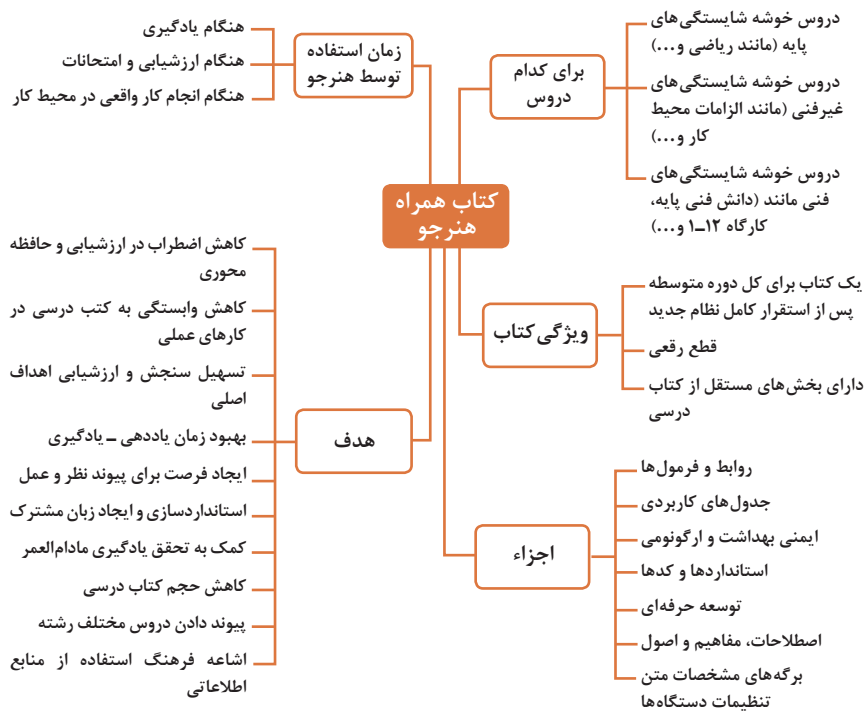 کتاب همراه
هنرجو
برای کدام
دروس
دروس خوشه شایستگی‌های
پایه (مانند ریاضی و...)
دروس خوشه شایستگی‌های
غیرفنی (مانند الزامات محیط
کار و...)
دروس خوشه شایستگی‌های
فنی مانند (دانش فنی پایه،
کارگاه ۱۲ــ۱ و...)
ویژگی کتاب
یک کتاب برای کل دوره متوسطه
پس از استقرار کامل نظام جدید
قطع رقعی
دارای بخش‌های مستقل از کتاب
درسی
اجزاء
روابط و فرمول‌ها
جدول‌های کاربردی
ایمنی بهداشت و ارگونومی
استانداردها و کدها
توسعه حرفه‌ای
اصطلاحات، مفاهیم و اصول
برگه‌های مشخصات متن
تنظیمات دستگاه‌ها
زمان استفاده
توسط هنرجو
هنگام یادگیری
هنگام ارزشیابی و امتحانات
هنگام انجام کار واقعی در محیط کار
هدف
کاهش اضطراب در ارزشیابی و حافظه
محوری
کاهش وابستگی به کتب درسی در
کارهای عملی
تسهیل سنجش و ارزشیابی اهداف
اصلی
بهبود زمان یاددهی ــ یادگیری
ایجاد فرصت برای پیوند نظر و عمل
استانداردسازی و ایجاد زبان مشترک
کمک به تحقق یادگیری مادام‌العمر
کاهش حجم کتاب درسی
پیوند دادن دروس مختلف رشته
اشاعه فرهنگ استفاده از منابع
اطلاعاتی